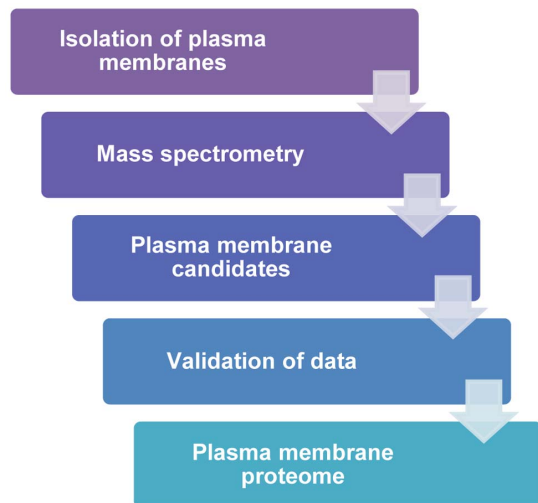 Isolation of plasma
membranes
Mass spectrometry
Plasma membrane
candidates
Validation of data
Plasma membrane
proteome